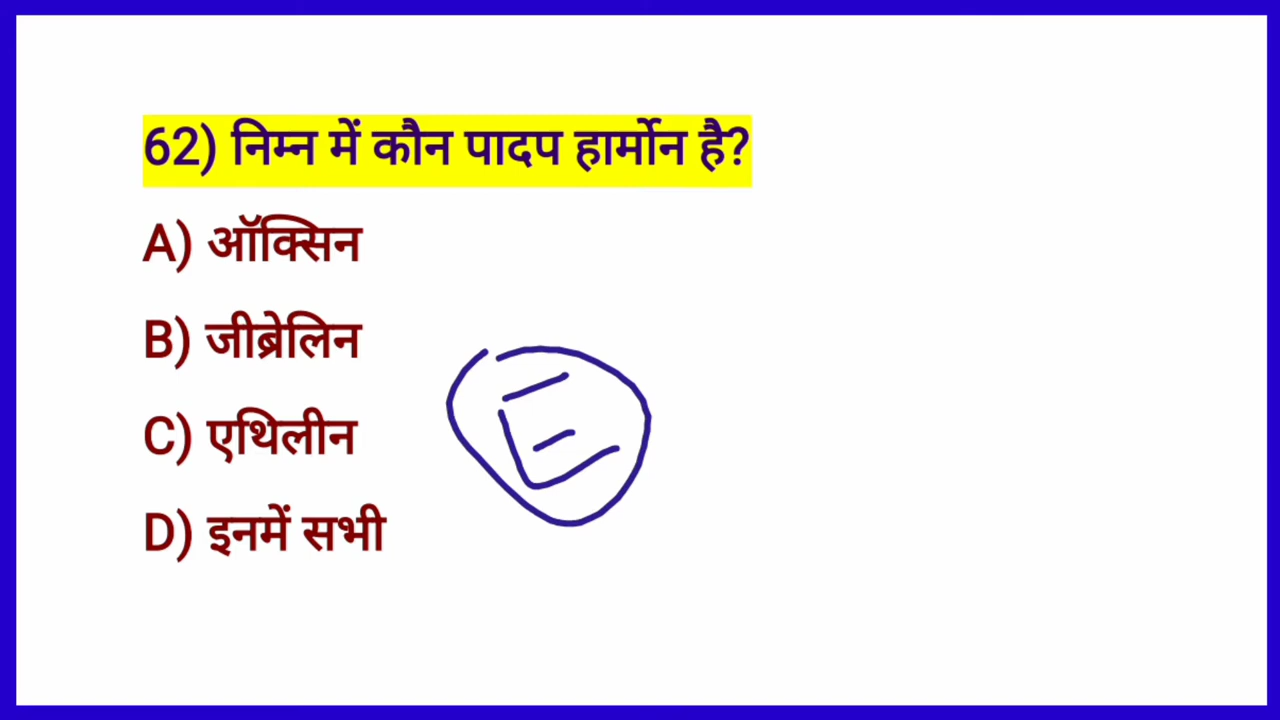 62) निम्न में कौन पादप हार्मोन है?
A) ऑक्सिन
B) जीब्रेलिन
C) एथिलीन
E
D) इनमें सभी